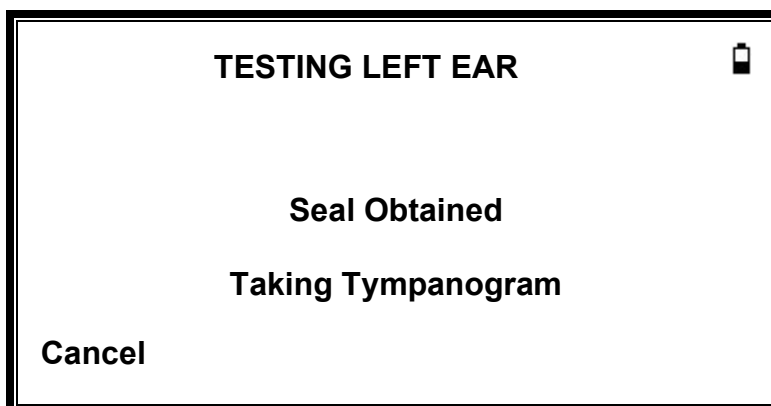 TESTING LEFT EAR
Seal Obtained
Taking Tympanogram
Cancel